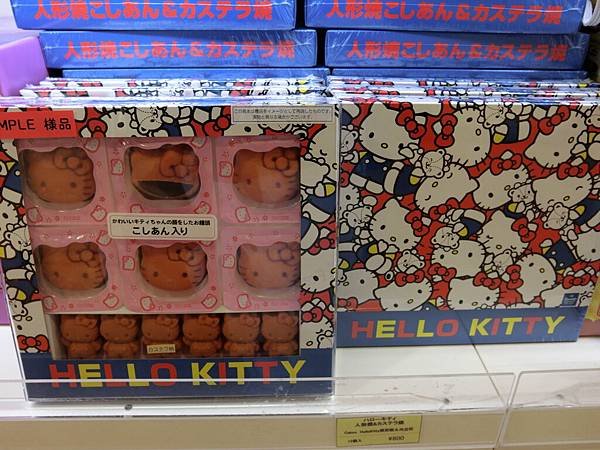 人形焼こしあん&カステラ焼
人形焼こしあん&カステラ焼
人形焼こしあん&カステラ焼
人形焼こしあん&カステラ焼
MPLE 様品
かわいいキティちゃんの顔をしたお饅頭
こしあん入り
カステラ焼
HELLO KITTY
HELLO KITTY
ハローキティ
人形焼&カステラ焼